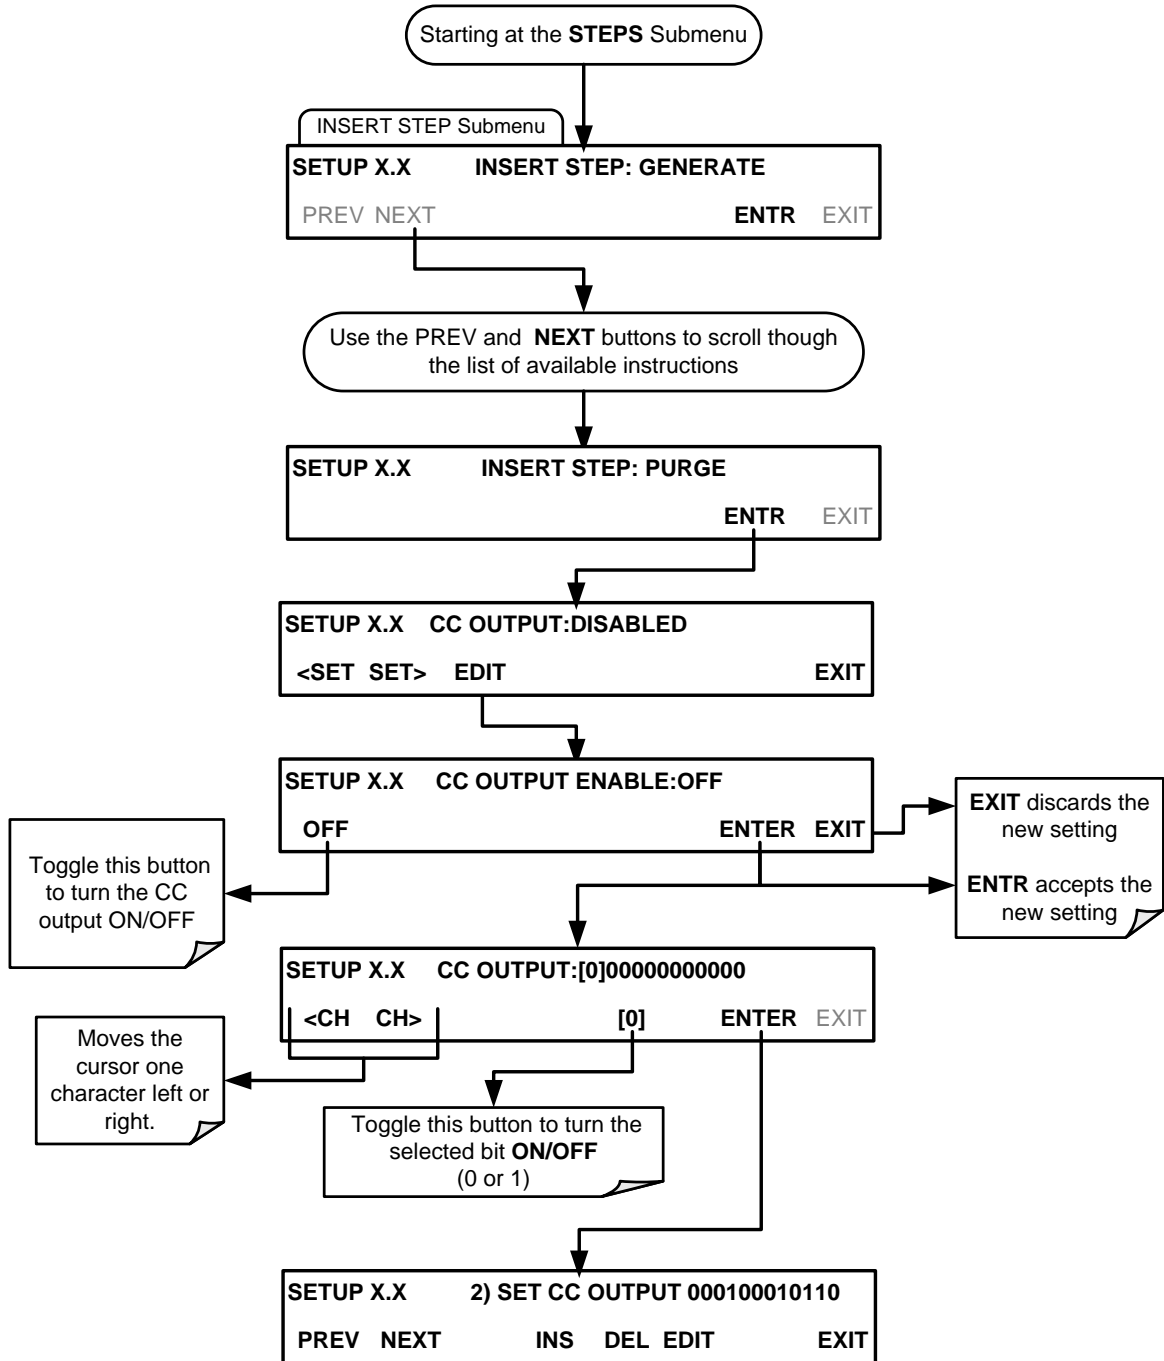 Starting at the STEPS Submenu
INSERT STEP Submenu
SETUP X.X INSERT STEP: GENERATE
PREV NEXT ENTR EXIT
Use the PREV and NEXT buttons to scroll though
the list of available instructions
SETUP X.X INSERT STEP: PURGE
ENTR EXIT
SETUP X.X CC OUTPUT:DISABLED
<SET SET> EDIT EXIT
SETUP X.X CC OUTPUT ENABLE:OFF
OFF ENTER EXIT
EXIT discards the
new setting
ENTR accepts the
new setting
Toggle this button
to turn the CC
output ON/OFF
SETUP X.X CC OUTPUT:[0]00000000000
<CH CH> [0] ENTER EXIT
Moves the
cursor one
character left or
right.
Toggle this button to turn the
selected bit ON/OFF
(0 or 1)
SETUP X.X 2) SET CC OUTPUT 000100010110
PREV NEXT INS DEL EDIT EXIT